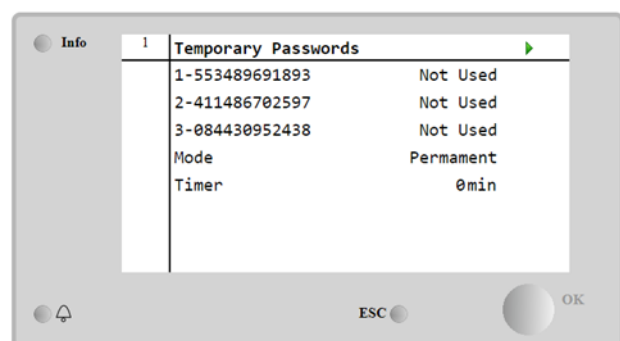 Info
1 Temporary Passwords
1-553489691893 Not Used
2-411486702597 Not Used
3-084430952438 Not Used
Mode Permament
Timer 0min
ESC OK